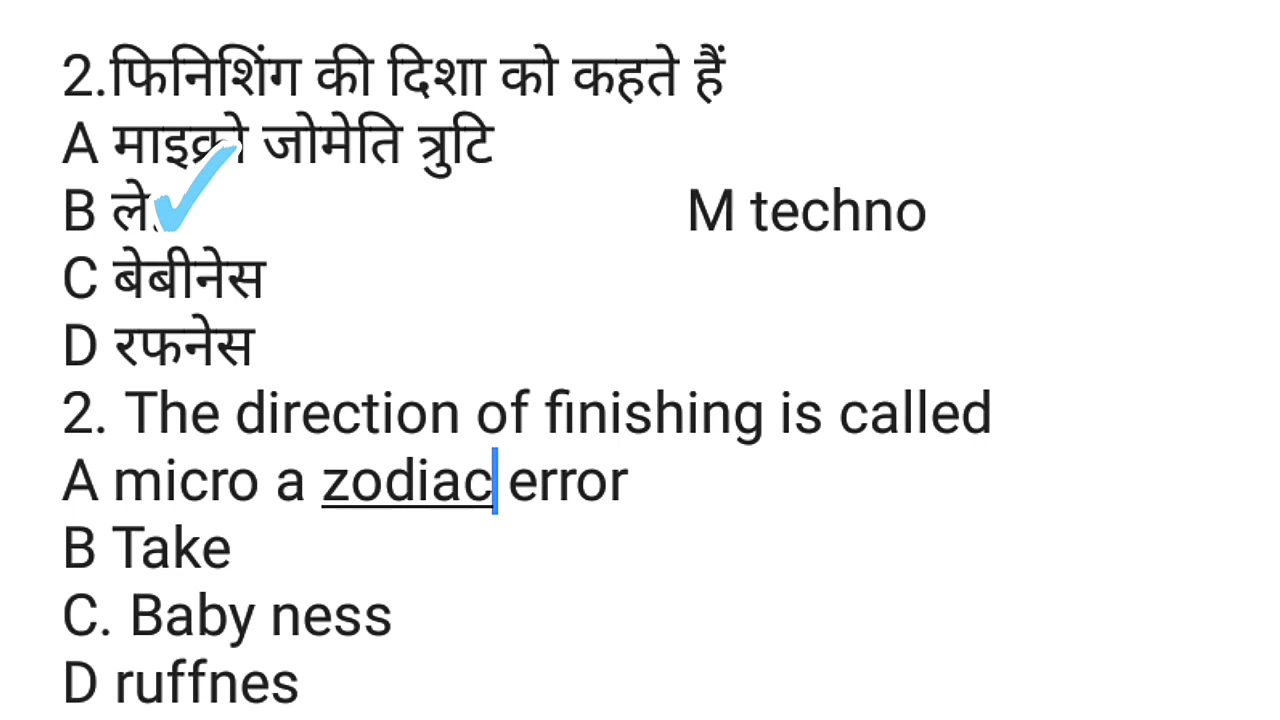 2.फिनिशिंग की दिशा को कहते हैं
A माइक्रो जोमेति त्रुटि
B ले
M techno
C बेबीनेस
D रफनेस
2. The direction of finishing is called
A micro a zodiac error
B Take
C. Baby ness
D ruffnes